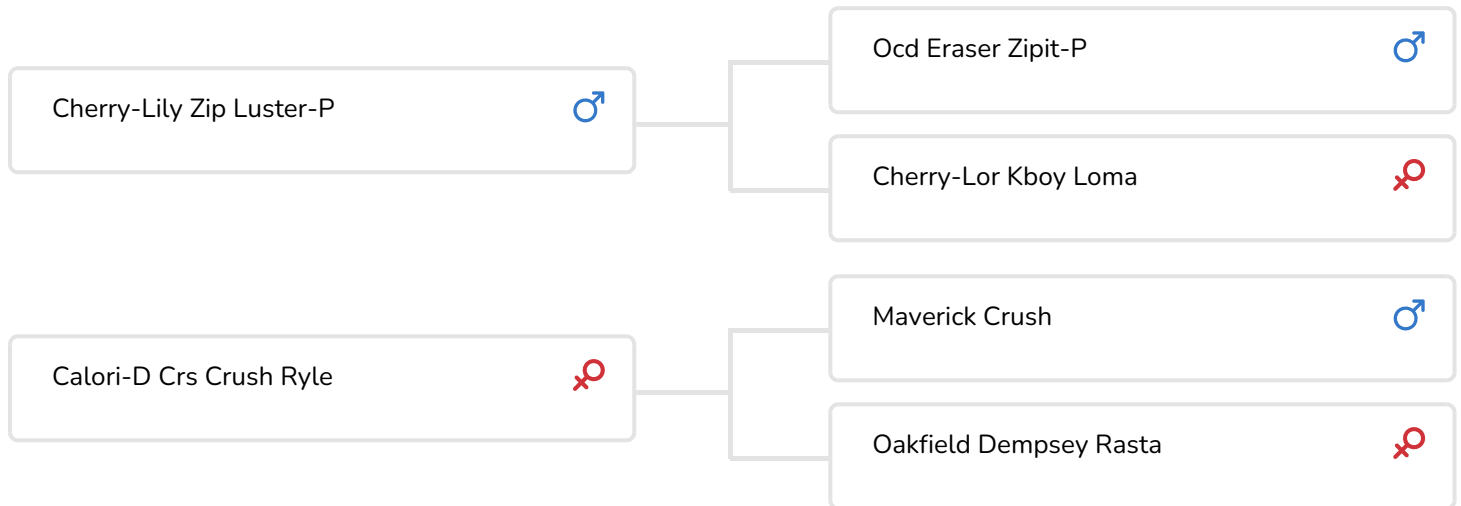 Ocd Eraser Zipit-P
Cherry-Lily Zip Luster-P
Cherry-Lor Kboy Loma
Maverick Crush
Calori-D Crs Crush Ryle
Oakfield Dempsey Rasta